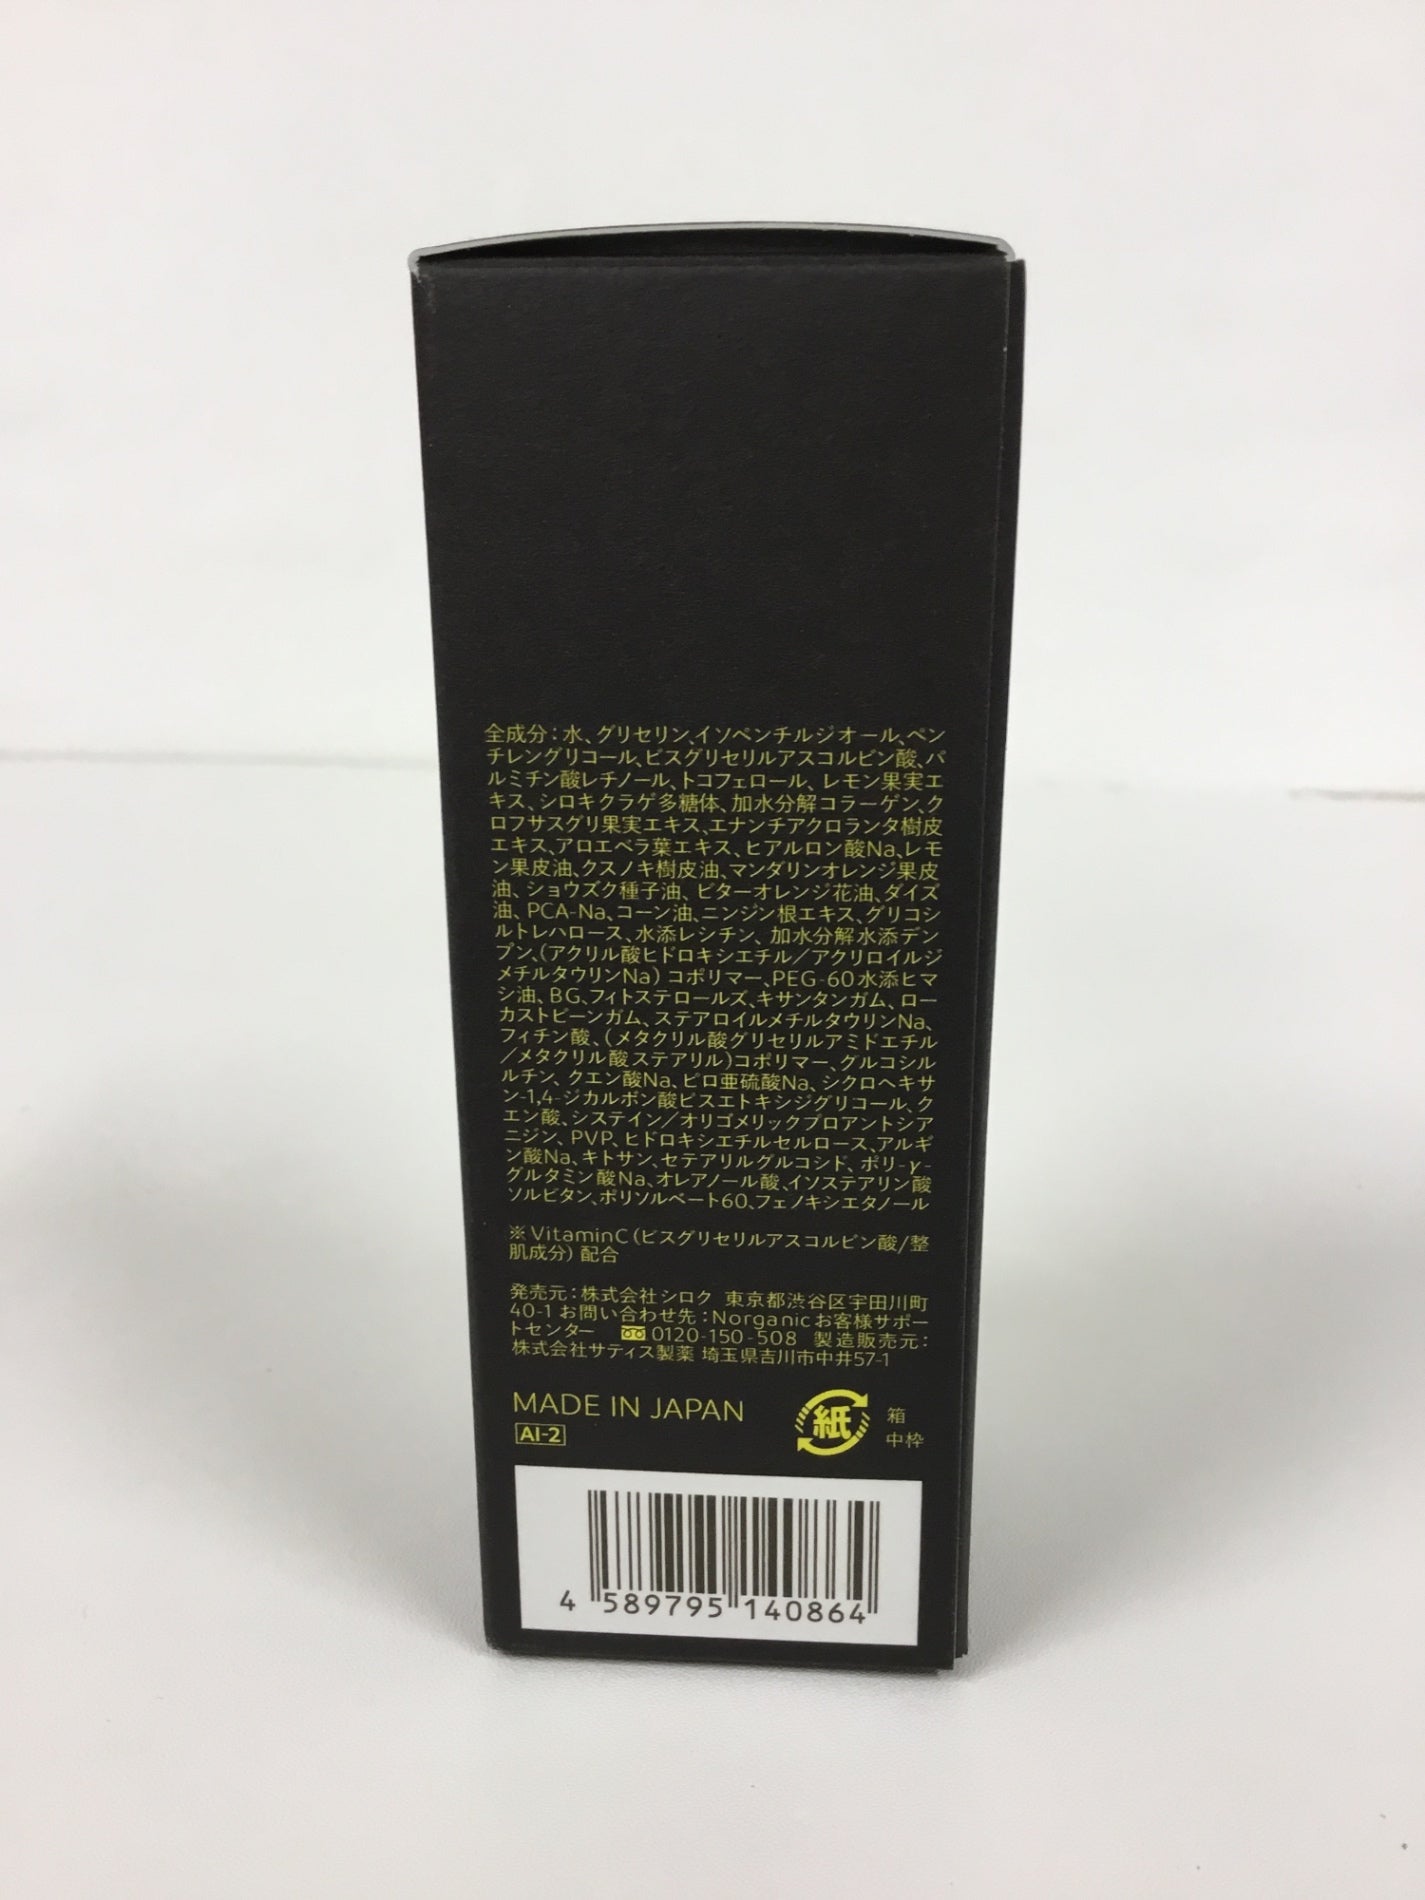 全成分：水、グリセリン、イソペンチルジオール、ペン
チレングリコール、ビスグリセリルアスコルビン酸、パ
ルミチン酸レチノール、トコフェロール、レモン果実エ
キス、シロキクラゲ多糖体、加水分解コラーゲン、ク
ロフサスグリ果実エキス、エナンチアクロランタ樹皮
エキス、アロエベラ葉エキス、ヒアルロン酸Na、レモ
ン果皮油、クスノキ樹皮油、マンダリンオレンジ果皮
油、ショウズク種子油、ビターオレンジ花油、ダイズ
油、PCA-Na、コーン油、ニンジン根エキス、グリコシ
ルトレハロース、水添レシチン、加水分解水添デン
プン、(アクリル酸ヒドロキシエチル／アクリロイルジ
メチルタウリンNa) コポリマー、PEG-60水添ヒマ
シ油、BG、フィトステロールズ、キサンタンガム、ロー
カストビーンガム、ステアロイルメチルタウリンNa、
フィチン酸、(メタクリル酸グリセリルアミドエチル
／メタクリル酸ステアリル)コポリマー、グルコシル
ルチン、クエン酸Na、ピロ亜硫酸Na、シクロヘキサ
ン-1,4-ジカルボン酸ビスエトキシジグリコール、ク
エン酸、システイン／オリゴメリックプロアントシア
ニジン、PVP、ヒドロキシエチルセルロース、アルギ
ン酸Na、キトサン、セテアリルグルコシド、ポリ-γ-
グルタミン酸Na、オレアノール酸、イソステアリン酸
ソルビタン、ポリソルベート60、フェノキシエタノール
※VitaminC (ビスグリセリルアスコルビン酸/整
肌成分) 配合
発売元：株式会社シロク 東京都渋谷区宇田川町
40-1 お問い合わせ先：Norganicお客様サポー
トセンター 0120-150-508 製造販売元：
株式会社サティス製薬 埼玉県吉川市中井57-1
MADE IN JAPAN
AI-2
紙
箱
中枠
4 589795 140864